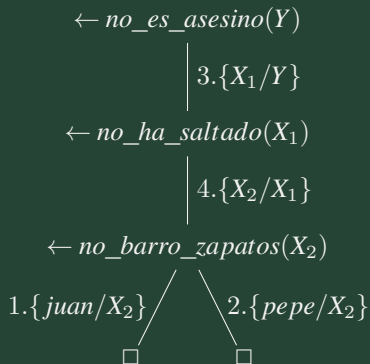 ← no_es_asesino(Y)
3.{X₁/Y}
← no_ha_saltado(X₁)
4.{X₂/X₁}
← no_barro_zapatos(X₂)
1.{juan/X₂} 2.{pepe/X₂}
□ □